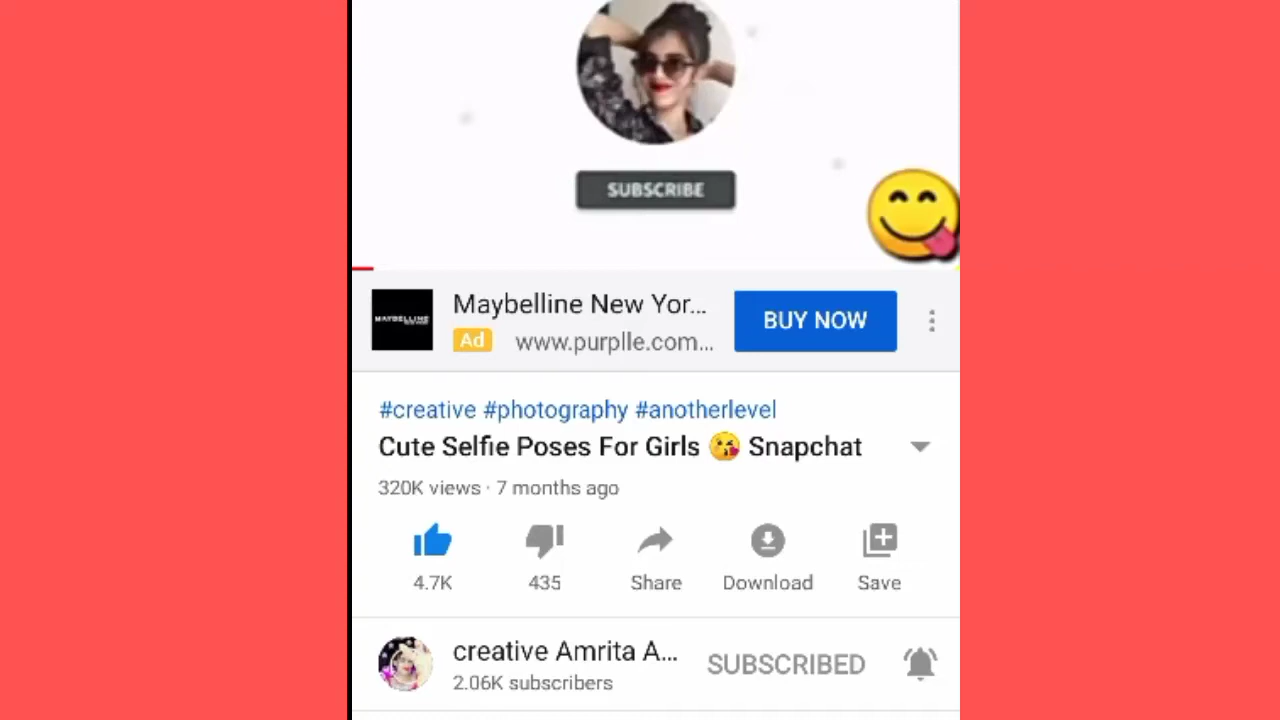 SUBSCRIBE
Maybelline New Yor...
MAYBELLINE
Ad www.purplle.com...
BUY NOW
#creative #photography #anotherlevel
Cute Selfie Poses For Girls 😘 Snapchat
320K views · 7 months ago
4.7K 435 Share Download Save
creative Amrita A...
2.06K subscribers
SUBSCRIBED